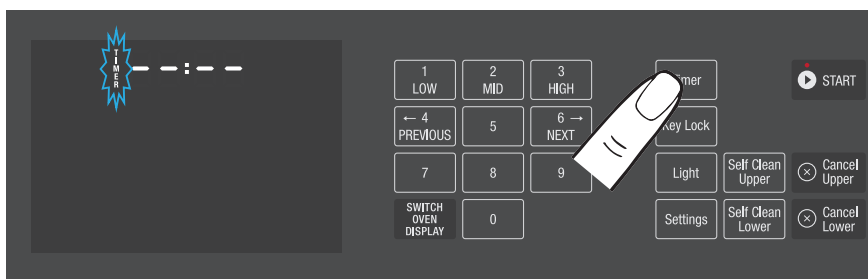 TIMER
--:--
1
LOW
2
MID
3
HIGH
START
← 4
PREVIOUS
5
6 →
NEXT
Key Lock
7
8
9
Light
Self Clean
Upper
Cancel
Upper
SWITCH
OVEN
DISPLAY
0
Settings
Self Clean
Lower
Cancel
Lower